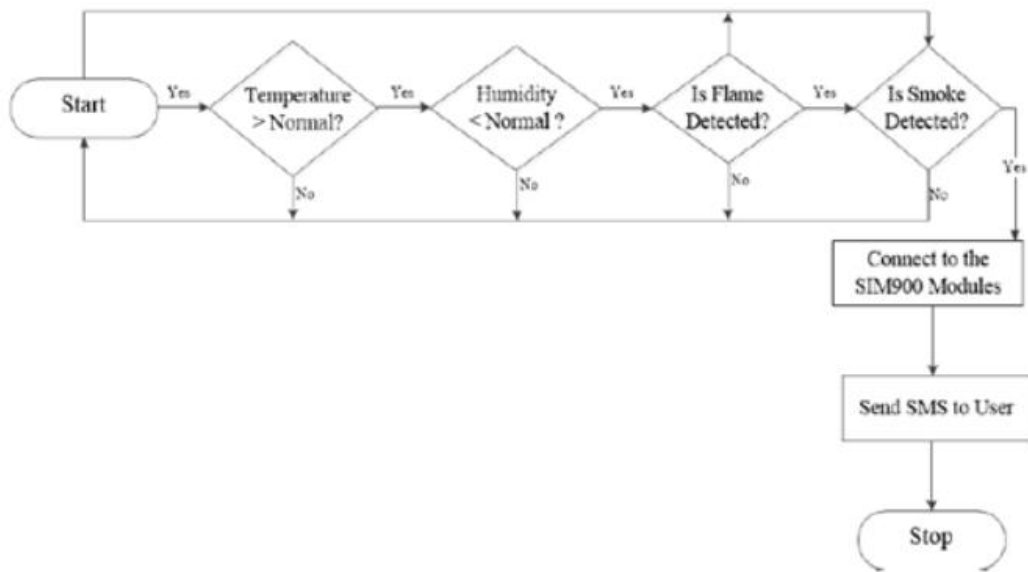 Start
Yes
Temperature
> Normal?
Yes
Humidity
< Normal ?
Yes
Is Flame
Detected?
Yes
Is Smoke
Detected?
Yes
No
No
No
No
Connect to the
SIM900 Modules
Send SMS to User
Stop